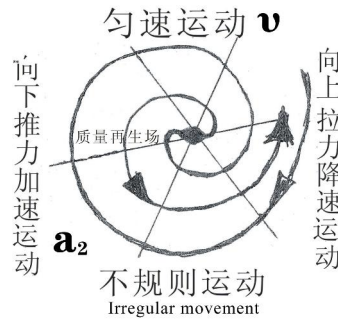 匀速运动 υ
向下推力加速运动
质量再生场
向上拉力降速运动
a₂
不规则运动
Irregular movement